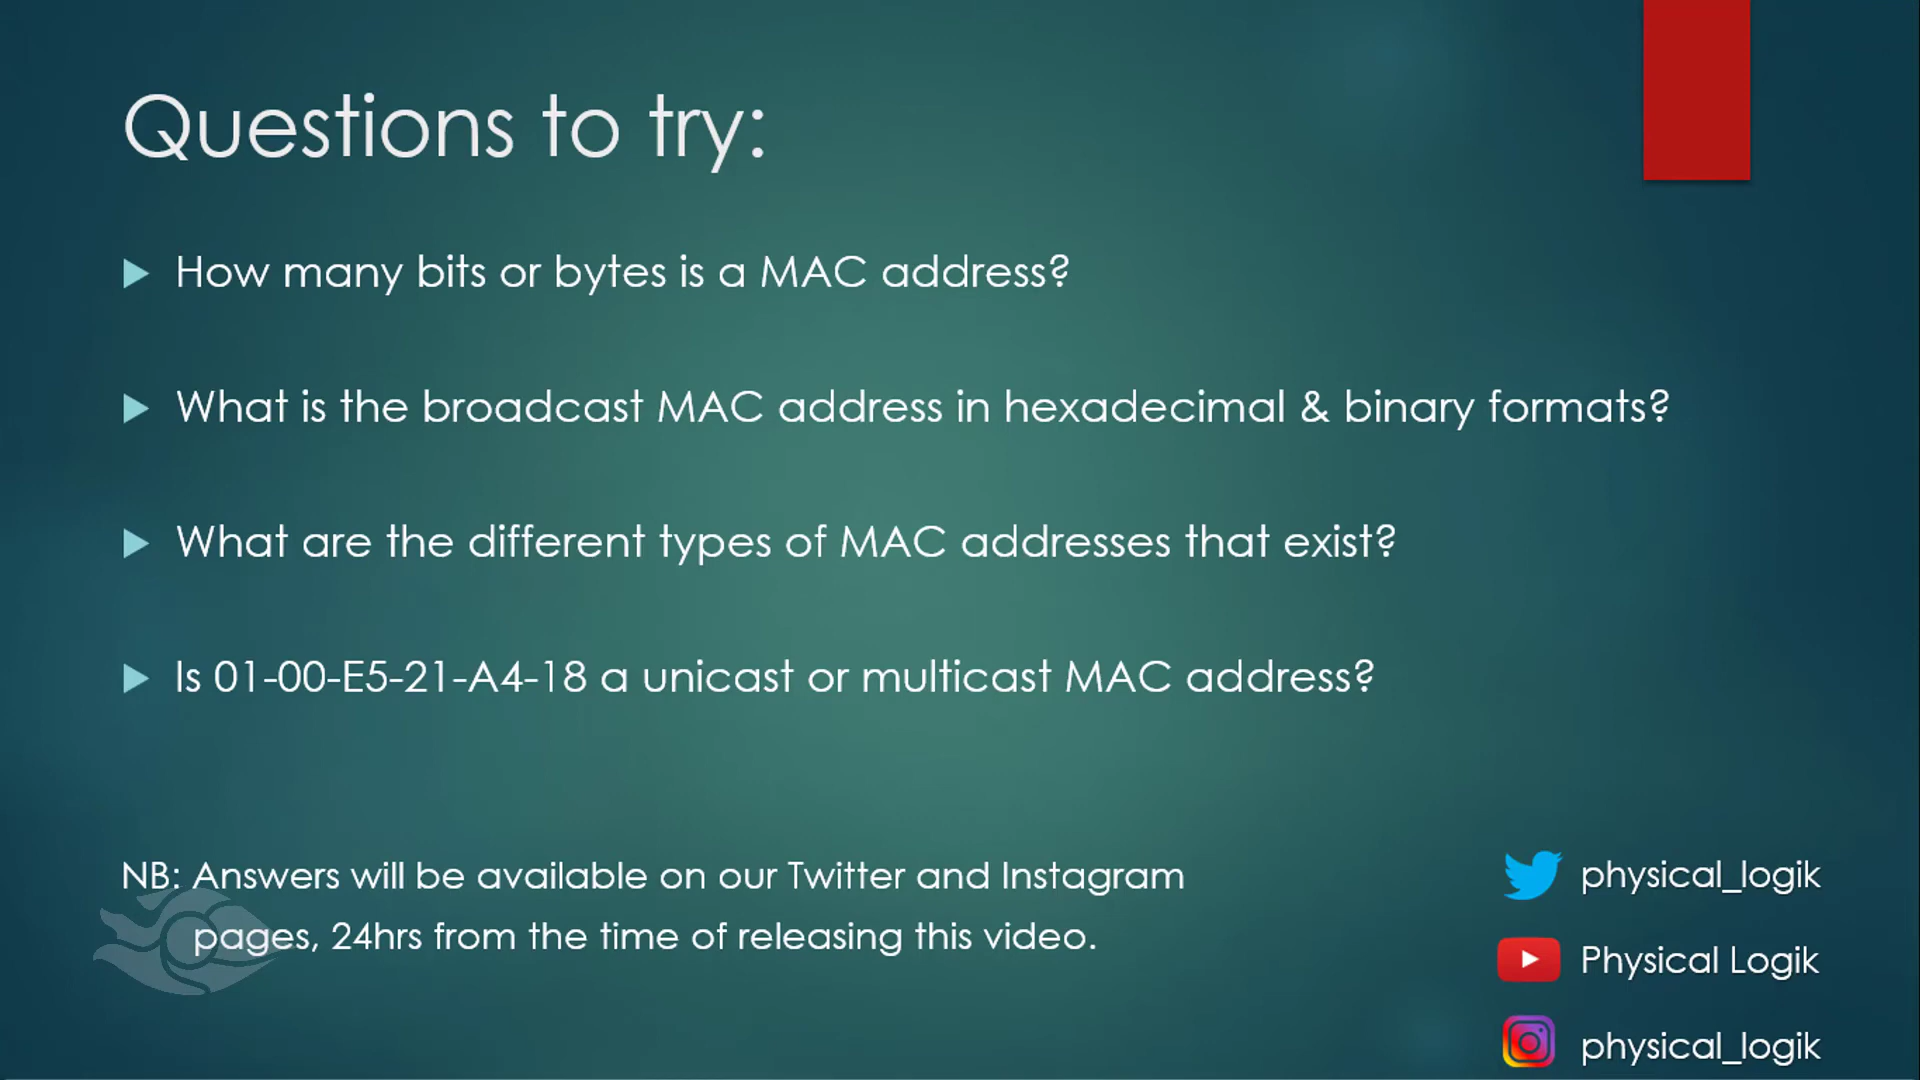 Questions to try:
How many bits or bytes is a MAC address?
What is the broadcast MAC address in hexadecimal & binary formats?
What are the different types of MAC addresses that exist?
Is 01-00-E5-21-A4-18 a unicast or multicast MAC address?
NB: Answers will be available on our Twitter and Instagram
pages, 24hrs from the time of releasing this video.
physical_logik
Physical Logik
physical_logik